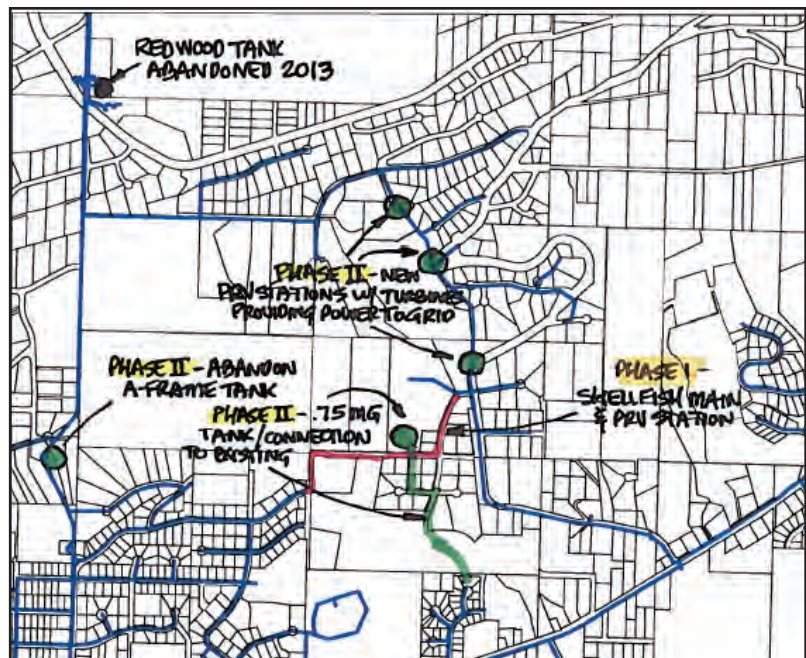 REDWOOD TANK
ABANDONED 2013
PHASE II - NEW
PRV STATIONS W/ TURBINES
PROVIDING POWER TO GRID
PHASE II - ABANDON
A-FRAME TANK
PHASE II - .75 MG
TANK/CONNECTION
TO EXISTING
PHASE I -
SHELLFISH MAIN
& PRV STATION